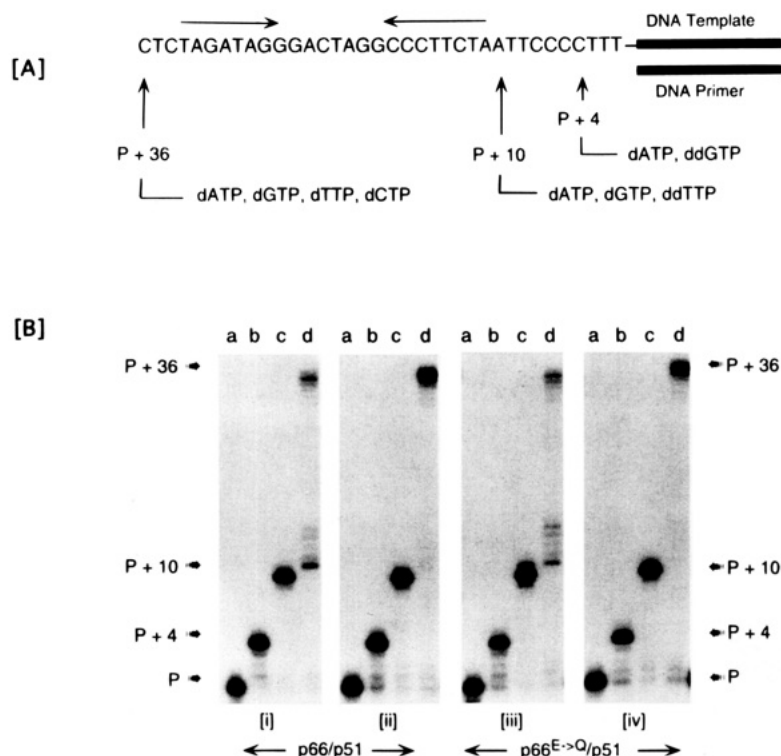 DNA Template
CTCTAGATAGGGACTAGGCCCTTCTAATTCCCCTTT
[A]
DNA Primer
P + 4
P + 36
P + 10
dATP, ddGTP
dATP, dGTP, dTTP, dCTP
dATP, dGTP, ddTTP
[B]
a b c d a b c d a b c d a b c d
P + 36 P + 36
P + 10 P + 10
P + 4 P + 4
P P
[i] [ii] [iii] [iv]
p66/p51 p66E->Q/p51